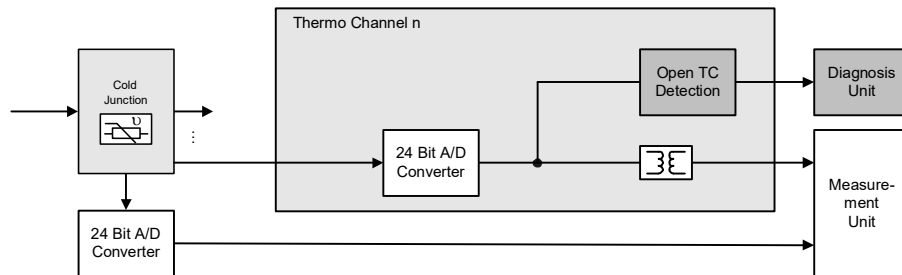 Thermo Channel n
Cold
Junction
υ
...
Open TC
Detection
Diagnosis
Unit
24 Bit A/D
Converter
Measure-
ment
Unit
24 Bit A/D
Converter